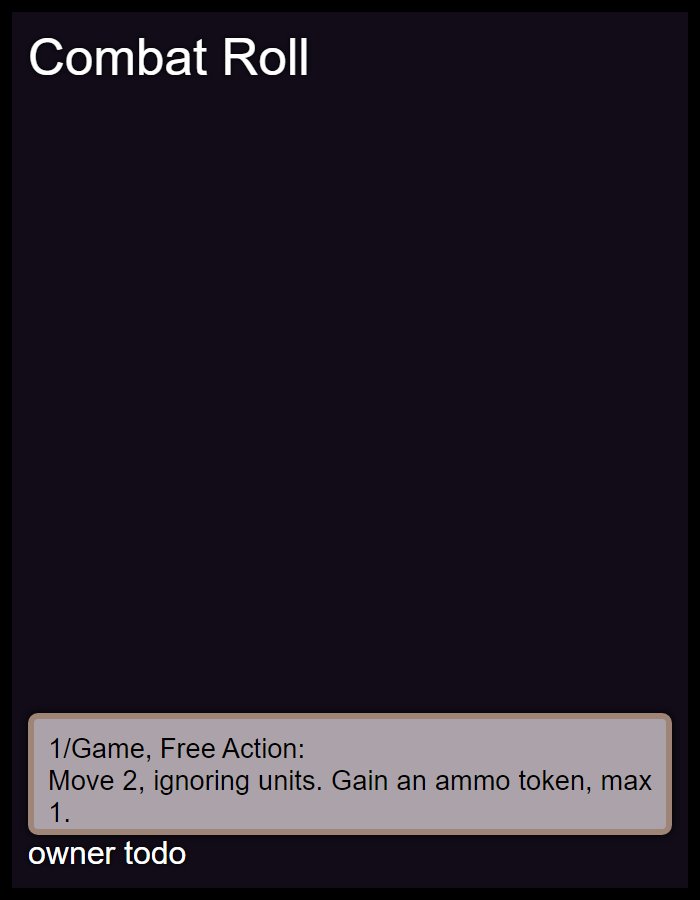 Combat Roll
1/Game, Free Action:
Move 2, ignoring units. Gain an ammo token, max
1.
owner todo